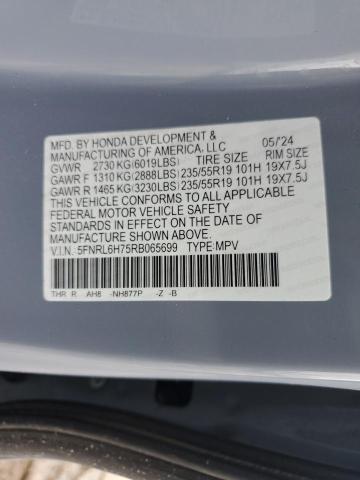 MFD. BY HONDA DEVELOPMENT &
MANUFACTURING OF AMERICA, LLC 05/'24
GVWR 2730 KG(6019LBS) TIRE SIZE RIM SIZE
GAWR F 1310 KG(2888LBS) 235/55R19 101H 19X7.5J
GAWR R 1465 KG(3230LBS) 235/55R19 101H 19X7.5J
THIS VEHICLE CONFORMS TO ALL APPLICABLE
FEDERAL MOTOR VEHICLE SAFETY
STANDARDS IN EFFECT ON THE DATE OF
MANUFACTURE SHOWN ABOVE.
V.I.N. 5FNRL6H75RB065699 TYPE:MPV
THR R AH8 -NH877P -Z -B